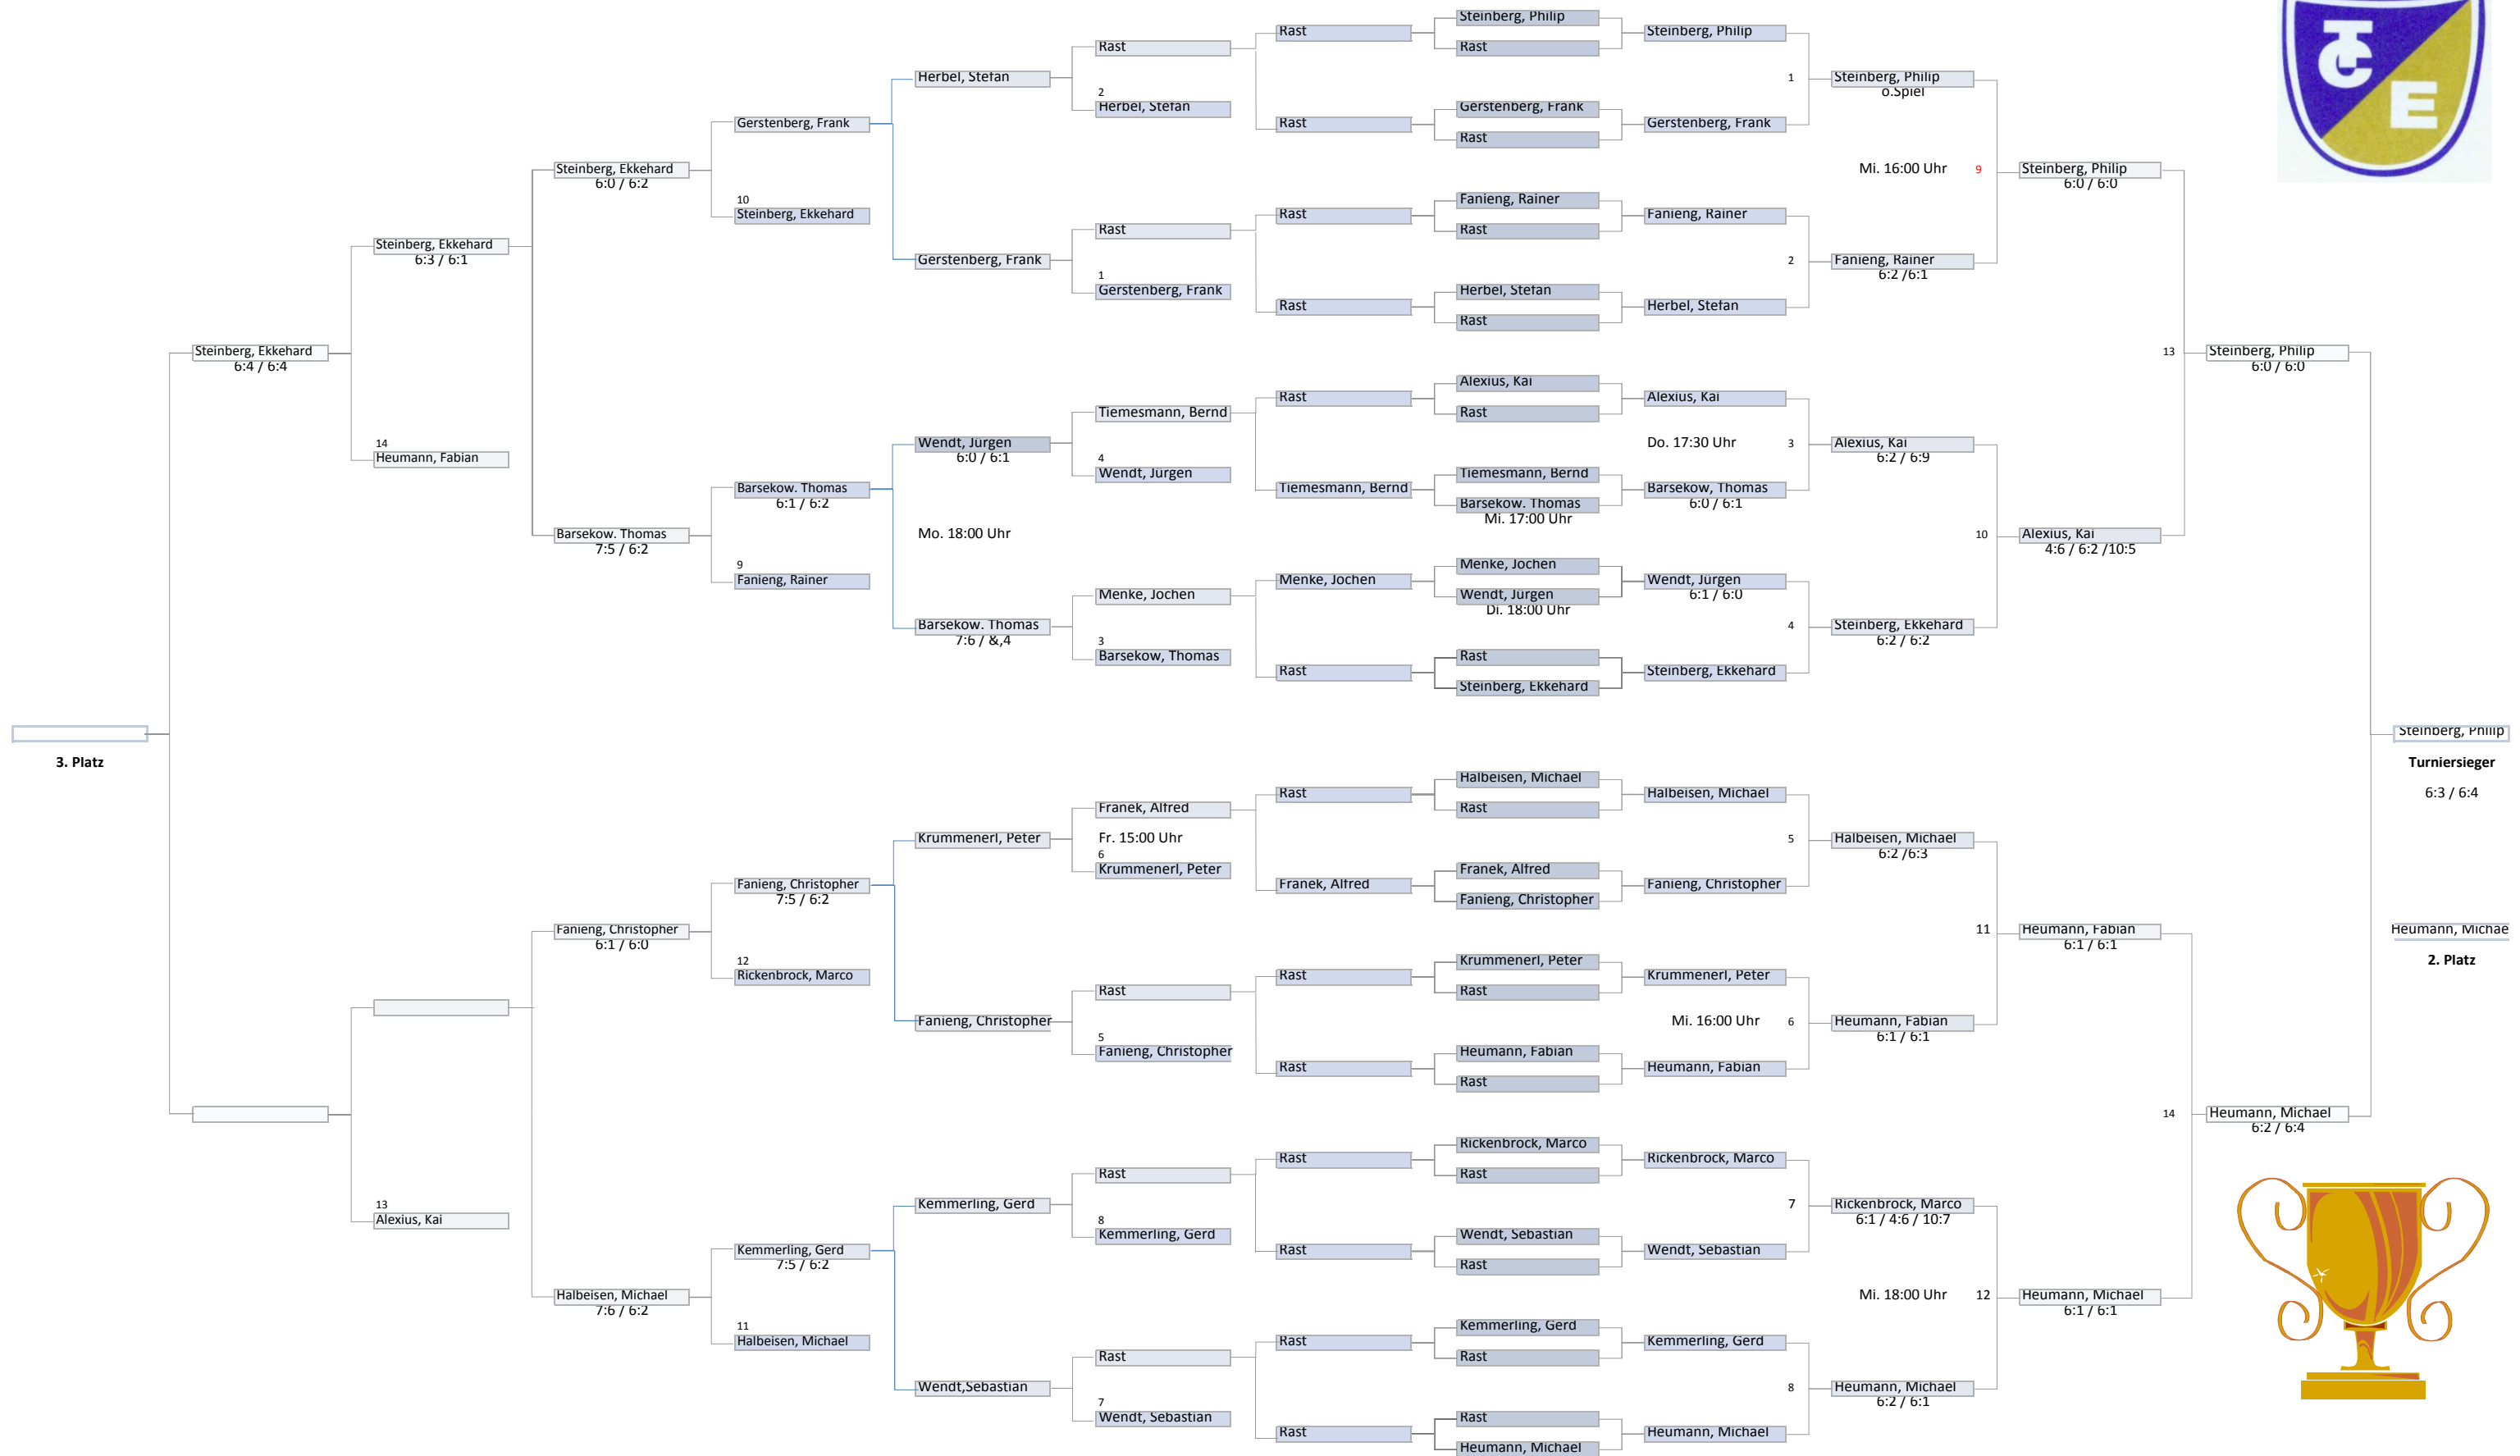 TC
E
3. Platz
Steinberg, Ekkehard
6:4 / 6:4
Steinberg, Ekkehard
6:3 / 6:1
14
Heumann, Fabian
13
Alexius, Kai
Steinberg, Ekkehard
6:0 / 6:2
Barsekow. Thomas
7:5 / 6:2
Fanieng, Christopher
6:1 / 6:0
Halbeisen, Michael
7:6 / 6:2
Gerstenberg, Frank
10
Steinberg, Ekkehard
Barsekow. Thomas
6:1 / 6:2
9
Fanieng, Rainer
Fanieng, Christopher
7:5 / 6:2
12
Rickenbrock, Marco
Kemmerling, Gerd
7:5 / 6:2
11
Halbeisen, Michael
Herbel, Stefan
Gerstenberg, Frank
Wendt, Jürgen
6:0 / 6:1
Mo. 18:00 Uhr
Barsekow. Thomas
7:6 / &,4
Krummenerl, Peter
Fanieng, Christopher
Kemmerling, Gerd
Wendt,Sebastian
Rast
2
Herbel, Stefan
Rast
1
Gerstenberg, Frank
Tiemesmann, Bernd
4
Wendt, Jürgen
Menke, Jochen
3
Barsekow, Thomas
Franek, Alfred
Fr. 15:00 Uhr
6
Krummenerl, Peter
Rast
5
Fanieng, Christopher
Rast
8
Kemmerling, Gerd
Rast
7
Wendt, Sebastian
Rast
Rast
Rast
Rast
Rast
Tiemesmann, Bernd
Menke, Jochen
Rast
Rast
Franek, Alfred
Rast
Rast
Rast
Rast
Rast
Rast
Steinberg, Philip
Rast
Gerstenberg, Frank
Rast
Fanieng, Rainer
Rast
Herbel, Stefan
Rast
Alexius, Kai
Rast
Tiemesmann, Bernd
Barsekow. Thomas
Mi. 17:00 Uhr
Menke, Jochen
Wendt, Jürgen
Di. 18:00 Uhr
Rast
Steinberg, Ekkehard
Halbeisen, Michael
Rast
Franek, Alfred
Fanieng, Christopher
Krummenerl, Peter
Rast
Heumann, Fabian
Rast
Rickenbrock, Marco
Rast
Wendt, Sebastian
Rast
Kemmerling, Gerd
Rast
Rast
Heumann, Michael
Steinberg, Philip
Gerstenberg, Frank
Fanieng, Rainer
Herbel, Stefan
Alexius, Kai
Do. 17:30 Uhr
Barsekow, Thomas
6:0 / 6:1
Wendt, Jürgen
6:1 / 6:0
Steinberg, Ekkehard
Halbeisen, Michael
Fanieng, Christopher
Krummenerl, Peter
Mi. 16:00 Uhr
Heumann, Fabian
Rickenbrock, Marco
Wendt, Sebastian
Kemmerling, Gerd
Heumann, Michael
1
Steinberg, Philip
o.Spiel
Mi. 16:00 Uhr
9
2
Fanieng, Rainer
6:2 /6:1
3
Alexius, Kai
6:2 / 6:9
10
4
Steinberg, Ekkehard
6:2 / 6:2
5
Halbeisen, Michael
6:2 /6:3
11
6
Heumann, Fabian
6:1 / 6:1
7
Rickenbrock, Marco
6:1 / 4:6 / 10:7
Mi. 18:00 Uhr
12
8
Heumann, Michael
6:2 / 6:1
Steinberg, Philip
6:0 / 6:0
Alexius, Kai
4:6 / 6:2 /10:5
Heumann, Fabian
6:1 / 6:1
Heumann, Michael
6:1 / 6:1
13
Steinberg, Philip
6:0 / 6:0
14
Heumann, Michael
6:2 / 6:4
Steinberg, Philip
Turniersieger
6:3 / 6:4
Heumann, Michae
2. Platz